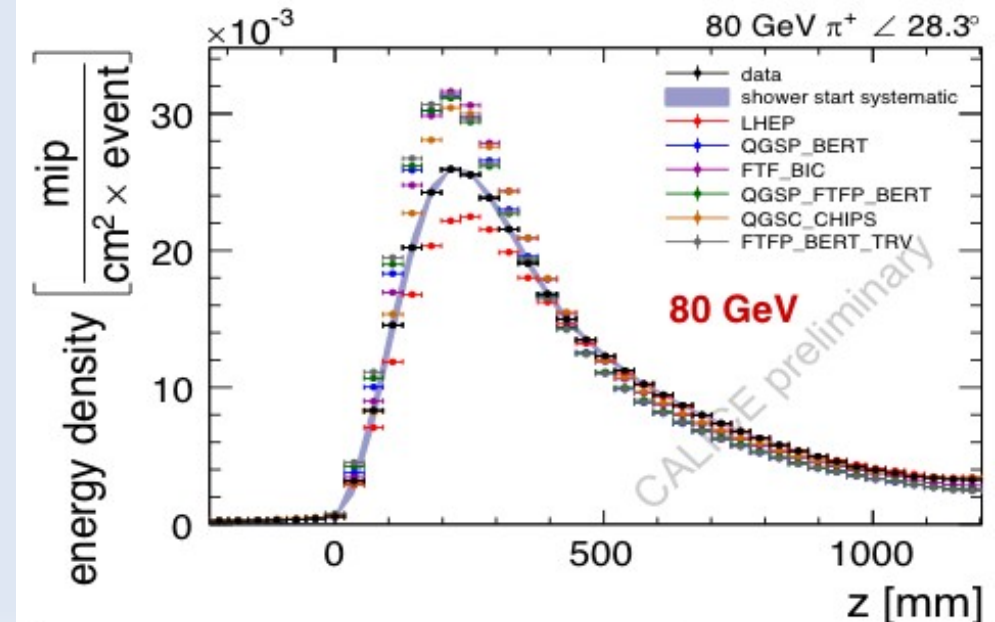 ×10⁻³
80 GeV π⁺ ∠ 28.3°
energy density [mip / cm² × event]
30
20
10
0
data
shower start systematic
LHEP
QGSP_BERT
FTF_BIC
QGSP_FTFP_BERT
QGSC_CHIPS
FTFP_BERT_TRV
80 GeV
CALICE preliminary
0
500
1000
z [mm]